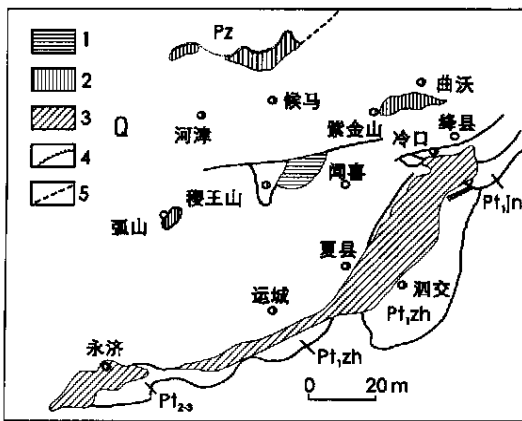 1
2
3
4
5
Pz
Q
曲沃
候马
紫金山
绛县
河津
冷口
闻喜
稷王山
Pt₁Jn
弧山
夏县
泗交
运城
Pt₁zh
Pt₁zh
永济
Pt₂₋₃
0 20 m